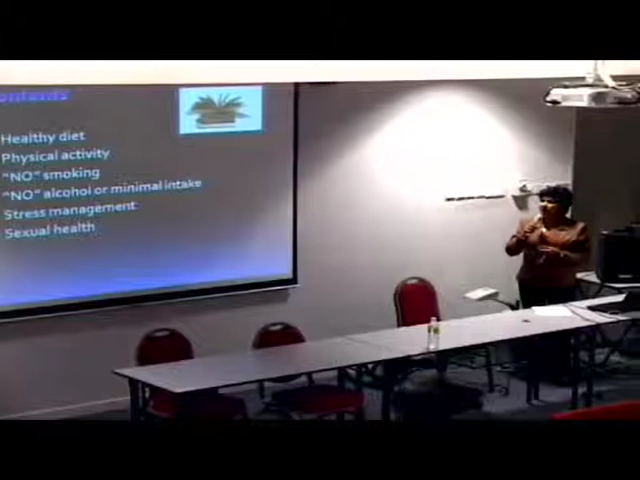 ontents
Healthy diet
Physical activity
"NO" smoking
"NO" alcohol or minimal intake
Stress management
Sexual health